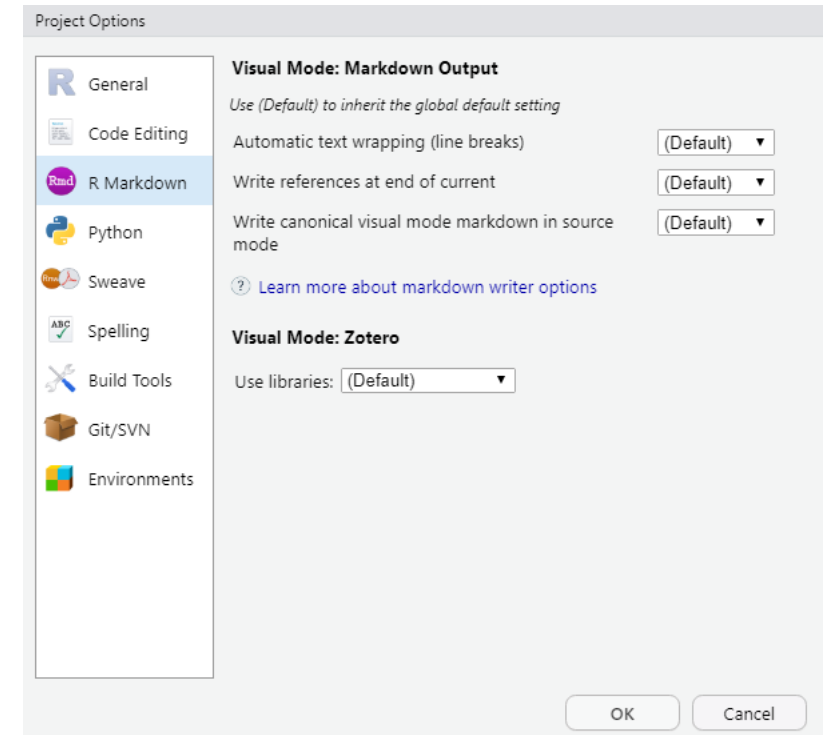 Project Options
R
General
Code Editing
Rmd
R Markdown
Python
Sweave
ABC
Spelling
Build Tools
Git/SVN
Environments
Visual Mode: Markdown Output
Use (Default) to inherit the global default setting
Automatic text wrapping (line breaks) (Default)
Write references at end of current (Default)
Write canonical visual mode markdown in source (Default)
mode
? Learn more about markdown writer options
Visual Mode: Zotero
Use libraries: (Default)
OK Cancel